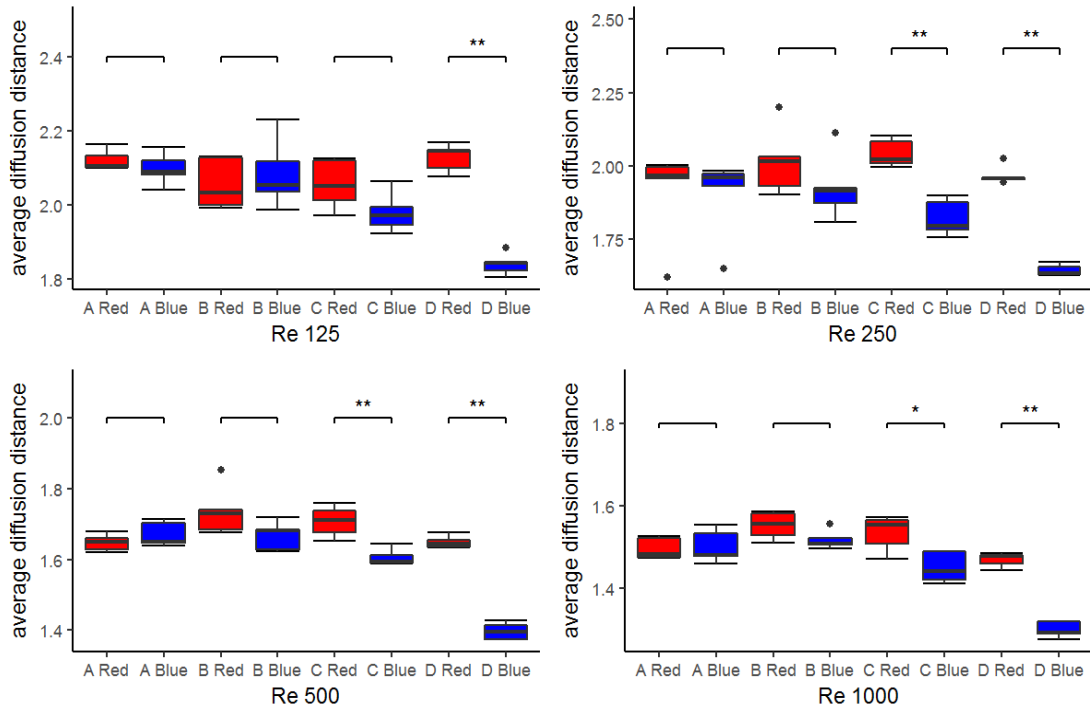 **
2.4
2.2
2.0
1.8
average diffusion distance
A Red A Blue B Red B Blue C Red C Blue D Red D Blue
Re 125
** **
2.50
2.25
2.00
1.75
average diffusion distance
A Red A Blue B Red B Blue C Red C Blue D Red D Blue
Re 250
** **
2.0
1.8
1.6
1.4
average diffusion distance
A Red A Blue B Red B Blue C Red C Blue D Red D Blue
Re 500
* **
1.8
1.6
1.4
average diffusion distance
A Red A Blue B Red B Blue C Red C Blue D Red D Blue
Re 1000